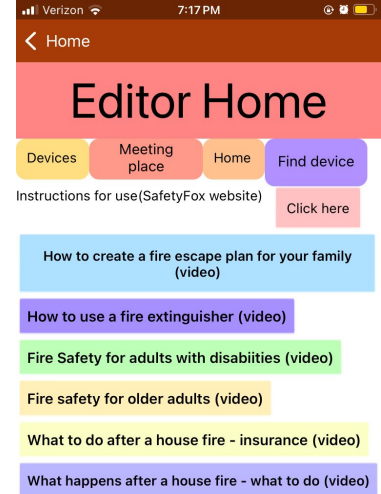 Verizon 7:17 PM
Home
Editor Home
Devices
Meeting
place
Home
Find device
Instructions for use(SafetyFox website)
Click here
How to create a fire escape plan for your family
(video)
How to use a fire extinguisher (video)
Fire Safety for adults with disabiities (video)
Fire safety for older adults (video)
What to do after a house fire - insurance (video)
What happens after a house fire - what to do (video)